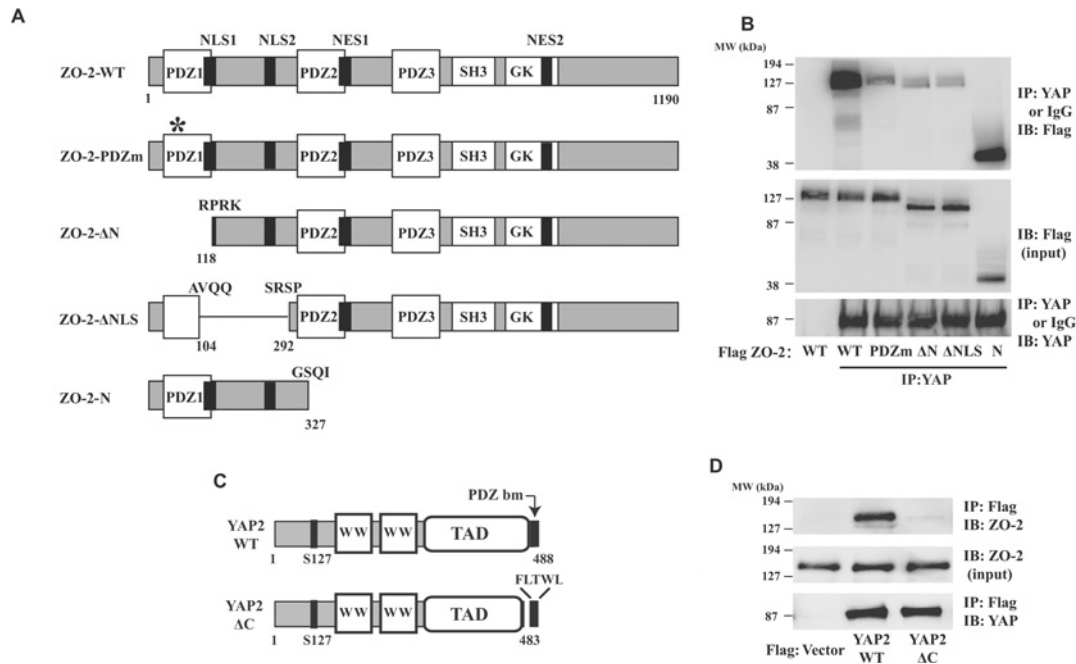 A
NLS1 NLS2 NES1 NES2
ZO-2-WT PDZ1 PDZ2 PDZ3 SH3 GK
1 1190
*
ZO-2-PDZm PDZ1 PDZ2 PDZ3 SH3 GK
RPRK
ZO-2-ΔN PDZ2 PDZ3 SH3 GK
118
AVQQ SRSP
ZO-2-ΔNLS PDZ2 PDZ3 SH3 GK
104 292
GSQI
ZO-2-N PDZ1
327
B
MW (kDa)
194
127
87
38
IP: YAP
or IgG
IB: Flag
127
87
38
IB: Flag
(input)
87
IP: YAP
or IgG
IB: YAP
Flag ZO-2: WT WT PDZm ΔN ΔNLS N
IP:YAP
C
PDZ bm
YAP2
WT
WW WW TAD
1 S127 488
FLTWL
YAP2
ΔC
WW WW TAD
1 S127 483
D
MW (kDa)
194
127
IP: Flag
IB: ZO-2
194
127
IB: ZO-2
(input)
87
IP: Flag
IB: YAP
Flag: Vector YAP2 YAP2
WT ΔC